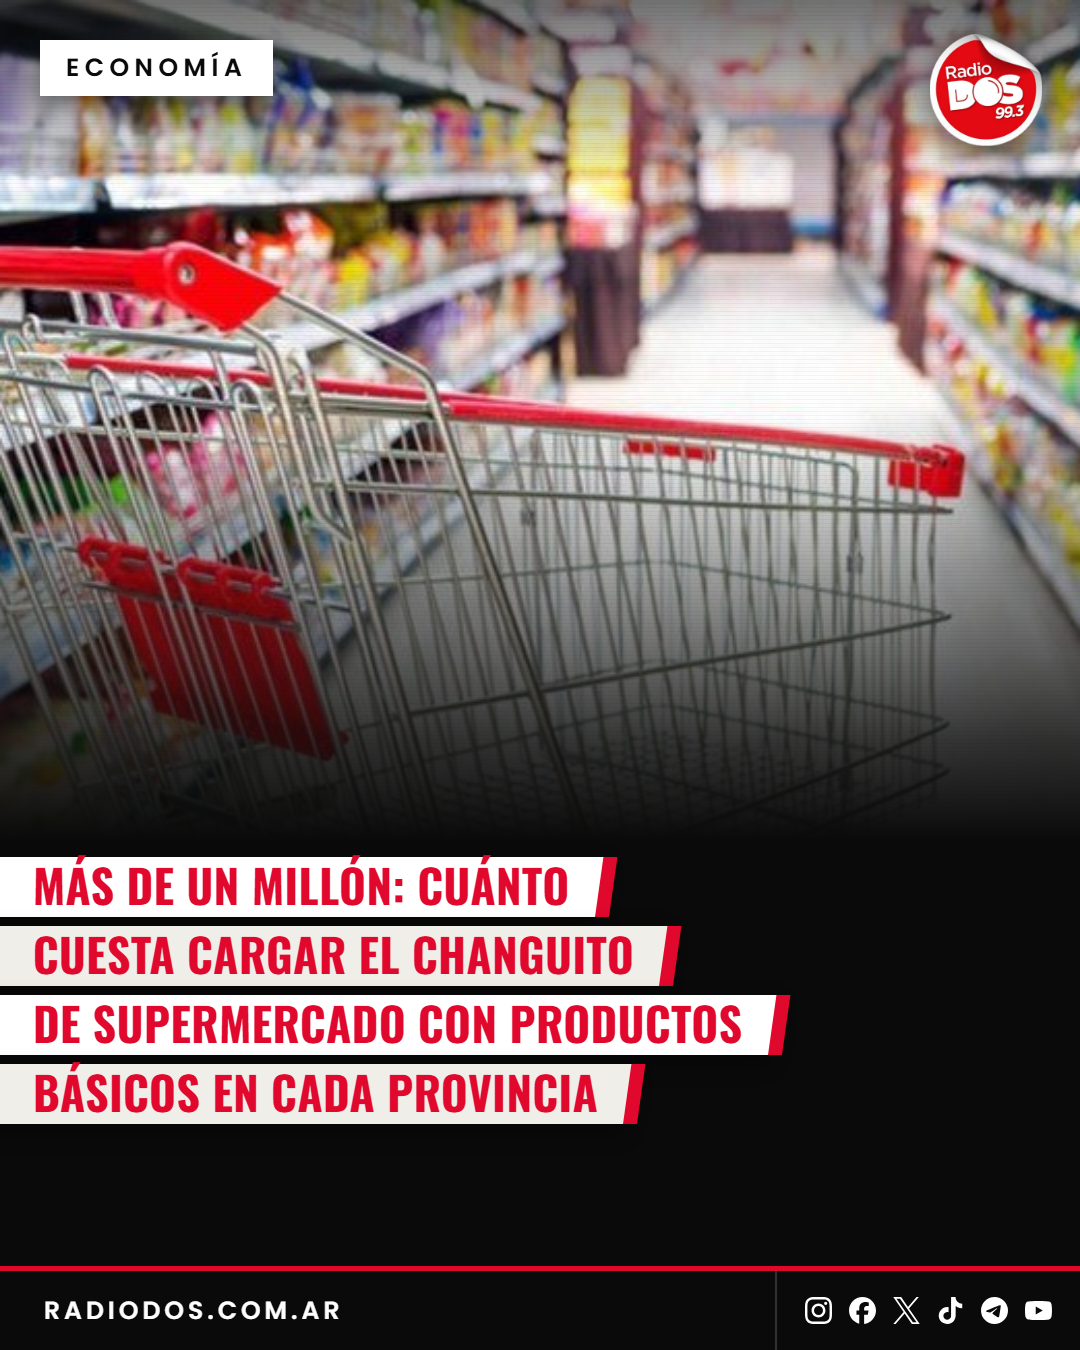 ECONOMÍA
Radio
DOS
99.3
MÁS DE UN MILLÓN: CUÁNTO
CUESTA CARGAR EL CHANGUITO
DE SUPERMERCADO CON PRODUCTOS
BÁSICOS EN CADA PROVINCIA
RADIODOS.COM.AR